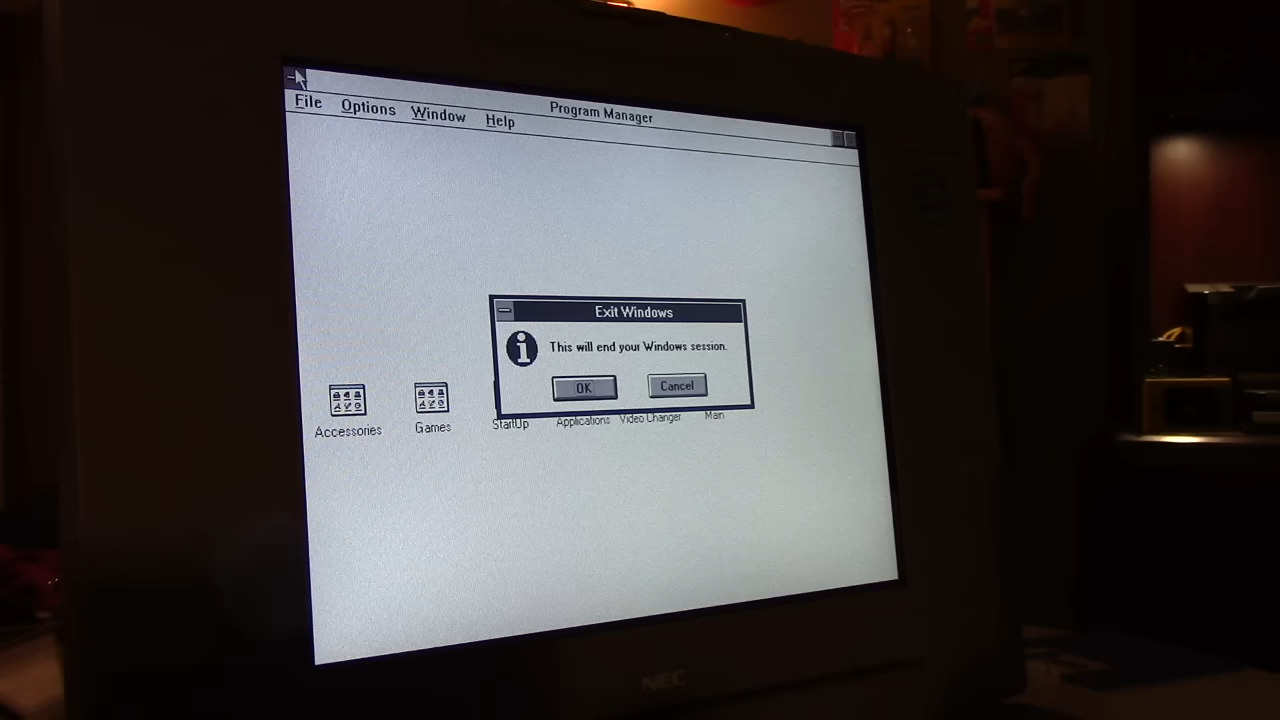 Program Manager
File Options Window Help
Exit Windows
This will end your Windows session.
OK Cancel
Accessories Games StartUp Applications Video Changer Main
NEC